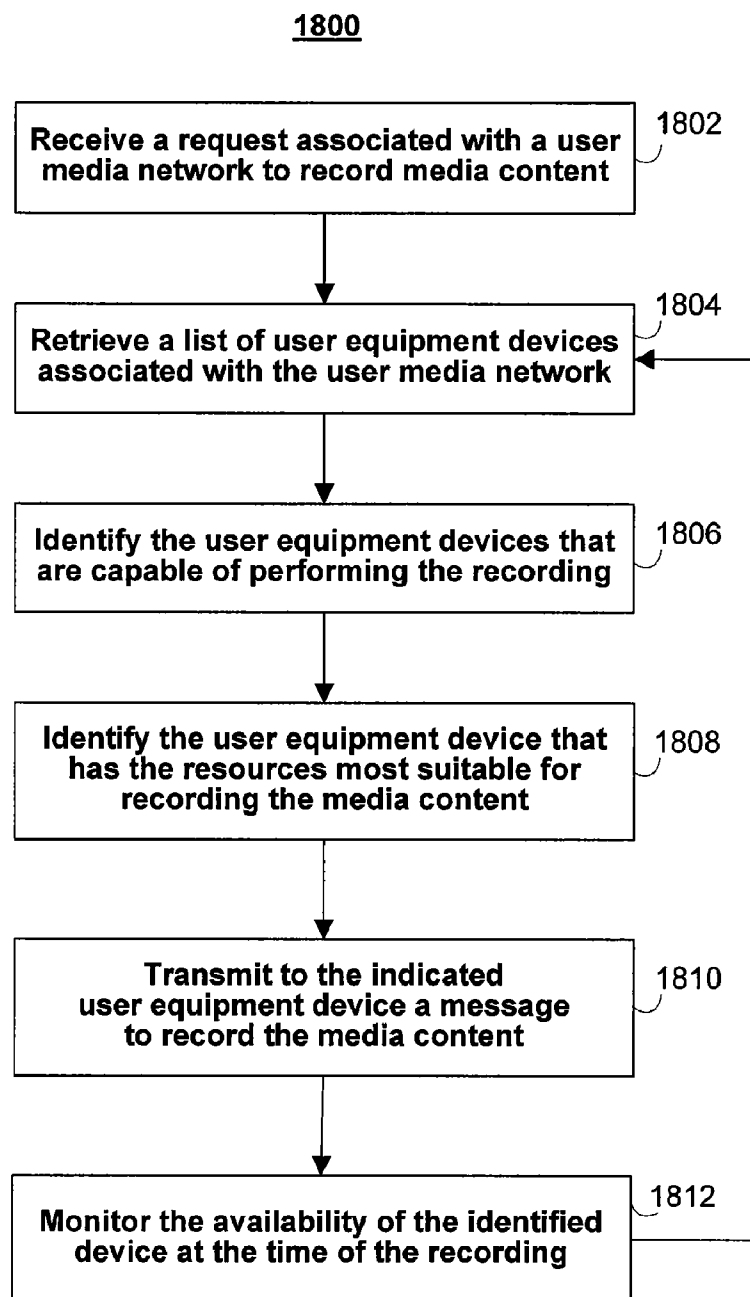 1800
Receive a request associated with a user
media network to record media content
1802
Retrieve a list of user equipment devices
associated with the user media network
1804
Identify the user equipment devices that
are capable of performing the recording
1806
Identify the user equipment device that
has the resources most suitable for
recording the media content
1808
Transmit to the indicated
user equipment device a message
to record the media content
1810
Monitor the availability of the identified
device at the time of the recording
1812